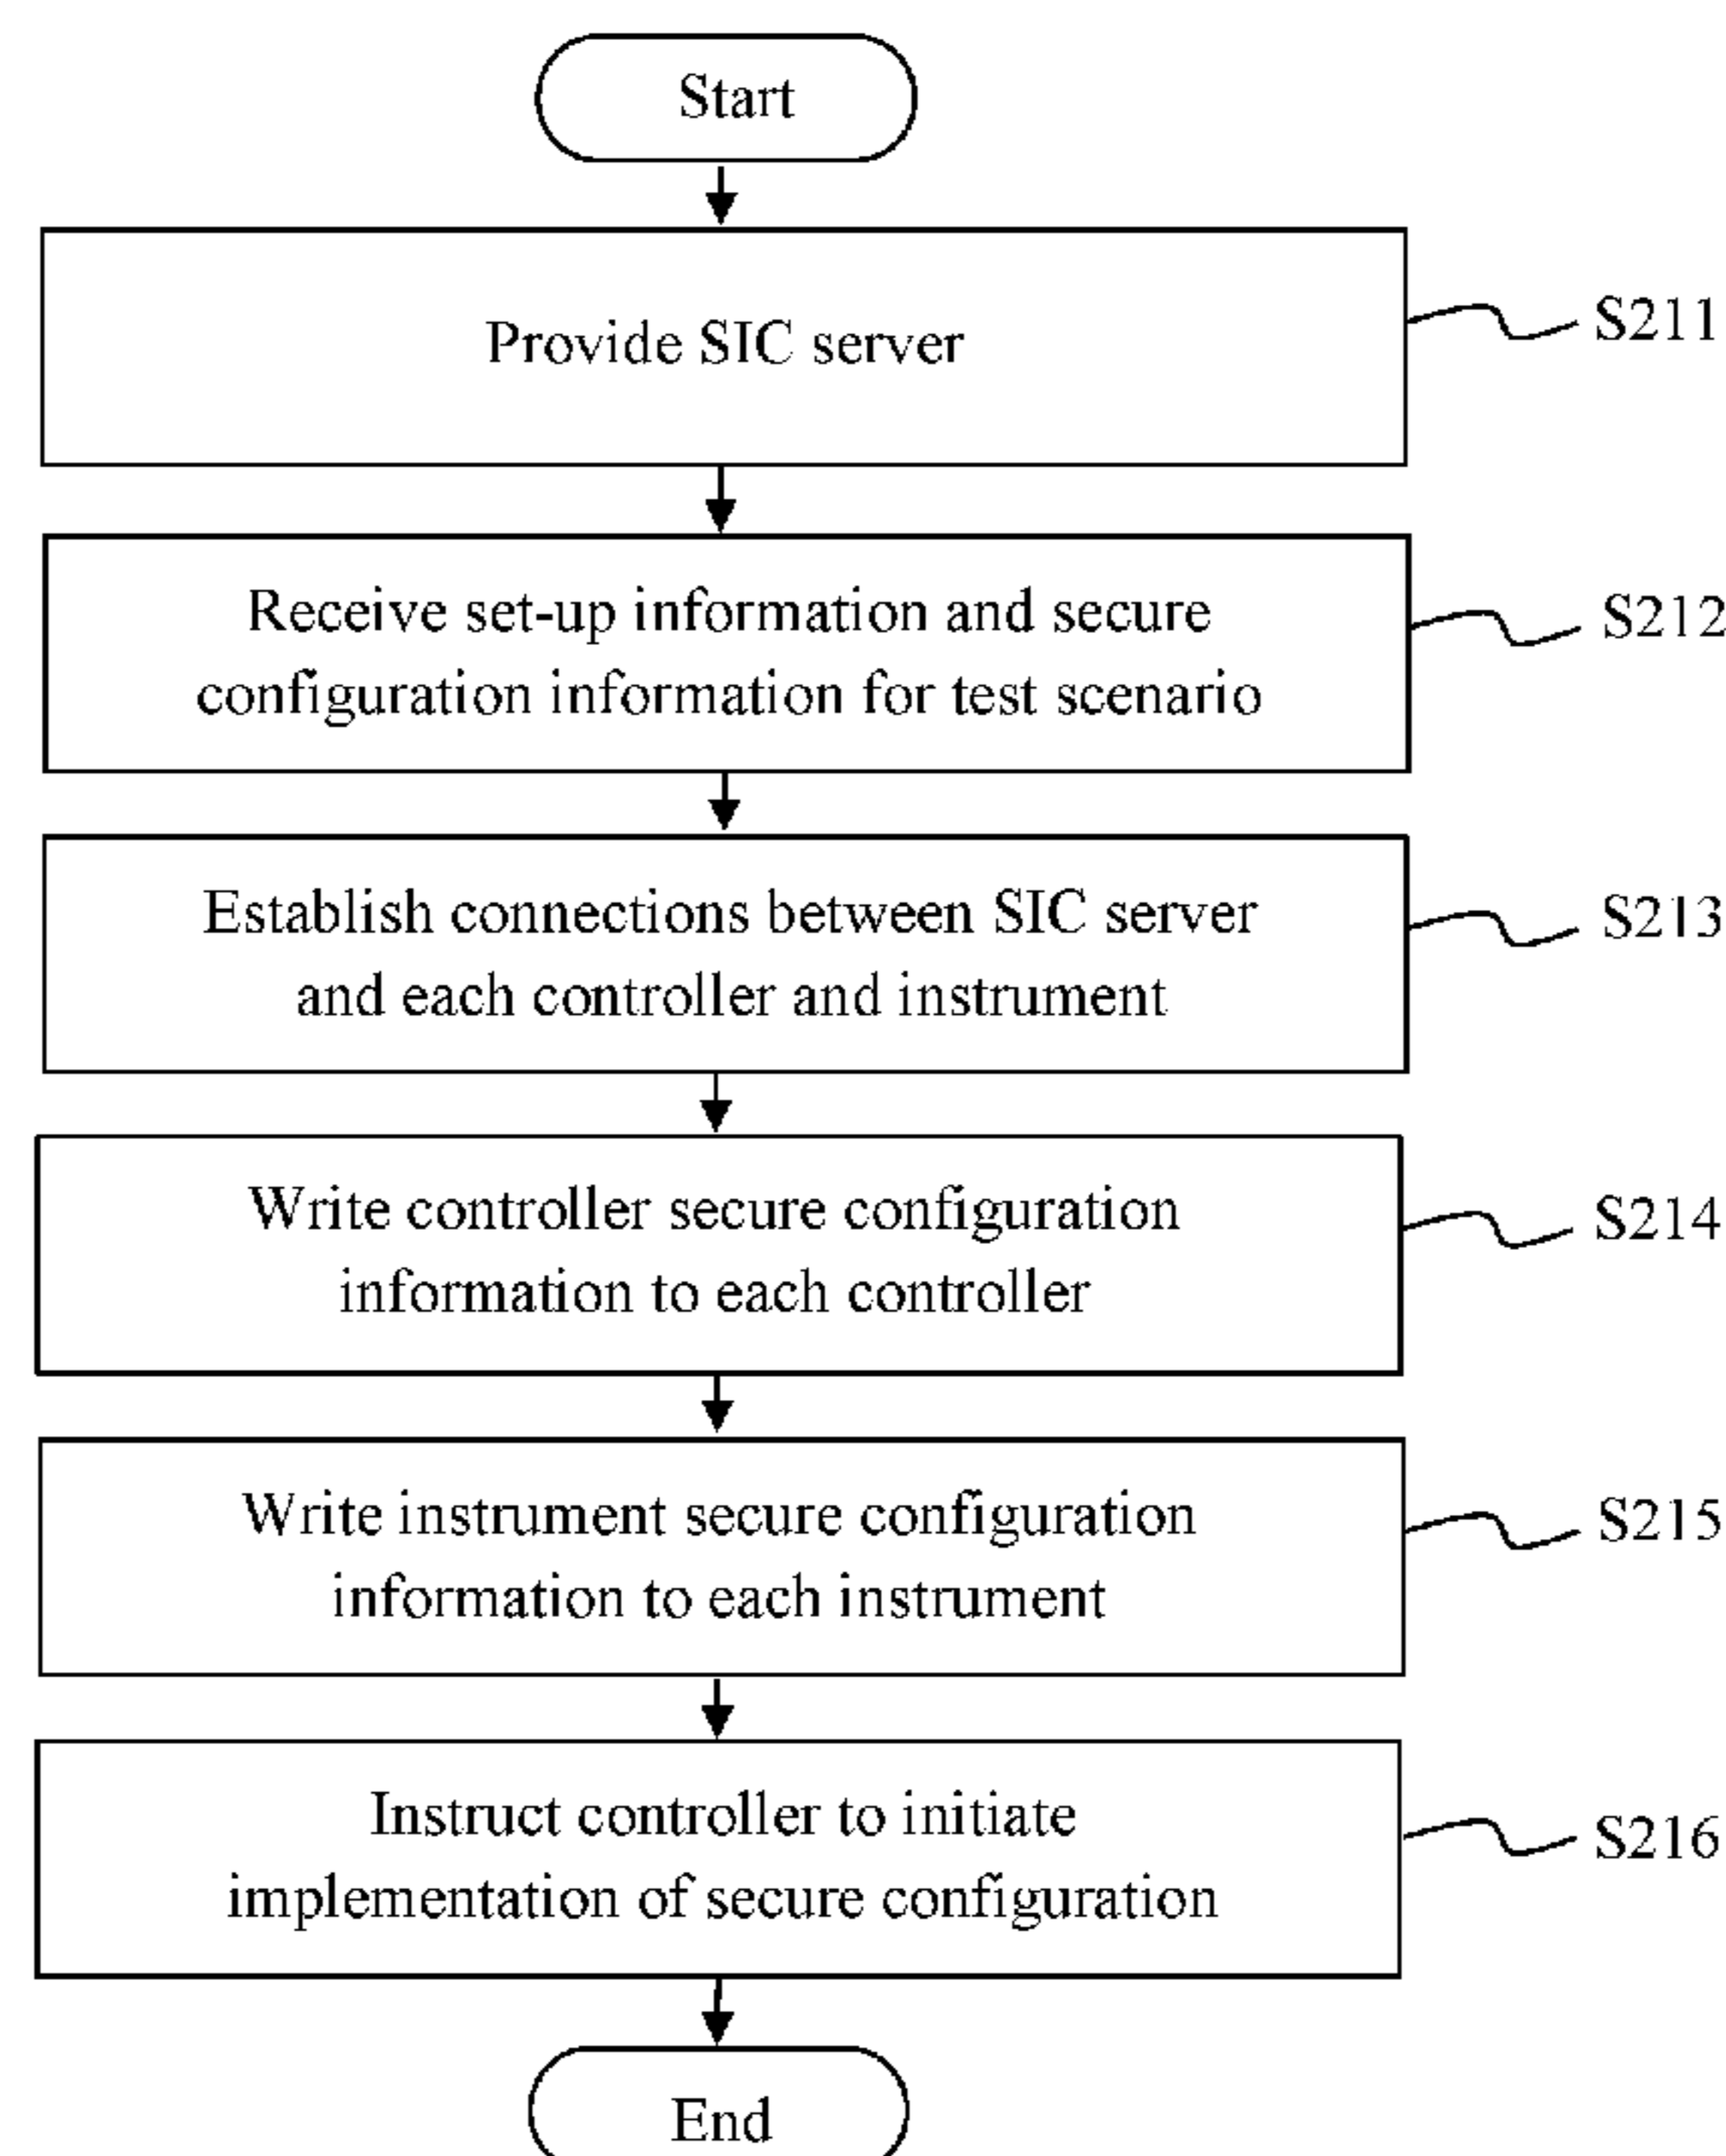 Start
Provide SIC server
S211
Receive set-up information and secure
configuration information for test scenario
S212
Establish connections between SIC server
and each controller and instrument
S213
Write controller secure configuration
information to each controller
S214
Write instrument secure configuration
information to each instrument
S215
Instruct controller to initiate
implementation of secure configuration
S216
End